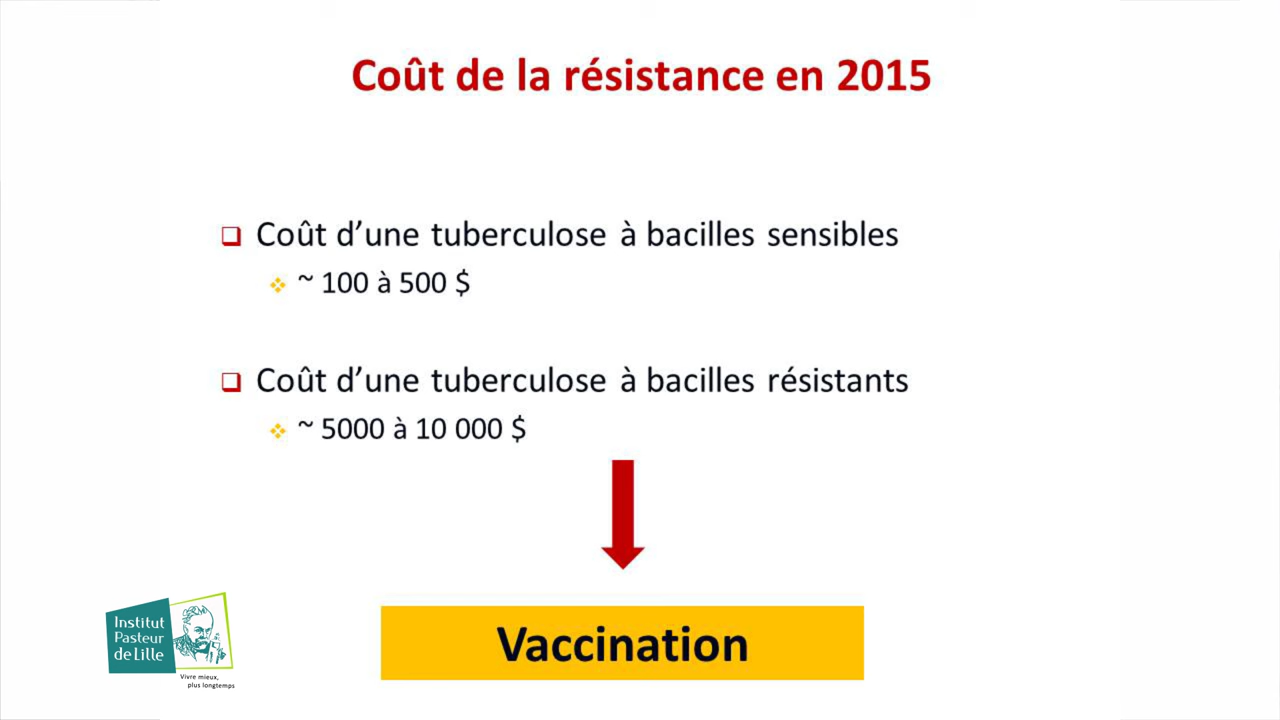 Coût de la résistance en 2015
Coût d’une tuberculose à bacilles sensibles
~ 100 à 500 $
Coût d’une tuberculose à bacilles résistants
~ 5000 à 10 000 $
Vaccination
Institut
Pasteur
de Lille
Vivre mieux,
plus longtemps